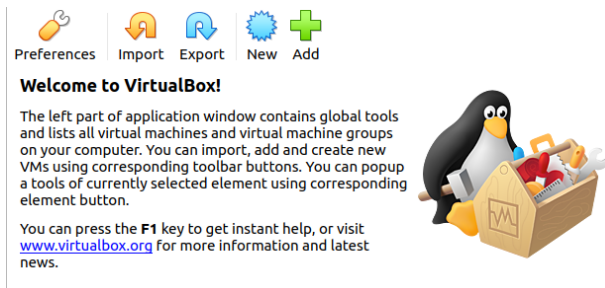 Preferences Import Export New Add
Welcome to VirtualBox!
The left part of application window contains global tools
and lists all virtual machines and virtual machine groups
on your computer. You can import, add and create new
VMs using corresponding toolbar buttons. You can popup
a tools of currently selected element using corresponding
element button.
You can press the F1 key to get instant help, or visit
www.virtualbox.org for more information and latest
news.
VM